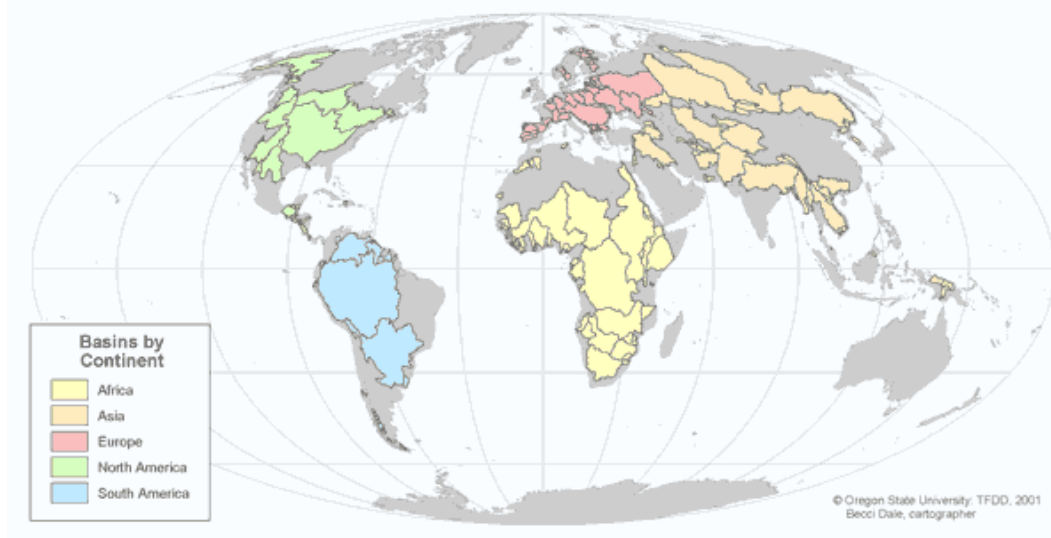 Basins by
Continent
Africa
Asia
Europe
North America
South America
© Oregon State University: TFDD, 2001
Becci Dale, cartographer